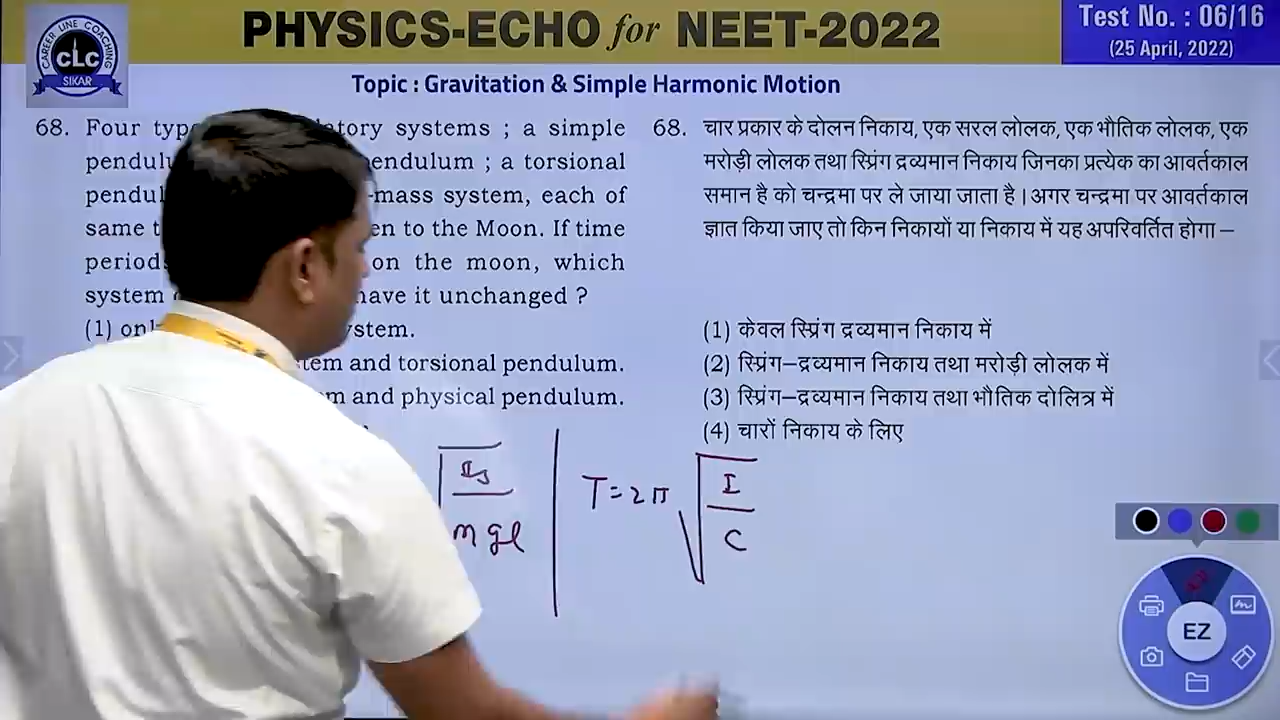 PHYSICS-ECHO for NEET-2022
Test No. : 06/16
(25 April, 2022)
CAREER LINE COACHING
CLC
SIKAR
Topic : Gravitation & Simple Harmonic Motion
68. Four atory systems ; a simple
endulum ; a torsional
-mass system, each of
same en to the Moon. If time
on the moon, which
system have it unchanged ?
(1) ystem.
tem and torsional pendulum.
m and physical pendulum.
68. चार प्रकार के दोलन निकाय, एक सरल लोलक, एक भौतिक लोलक, एक
मरोड़ी लोलक तथा स्प्रिंग द्रव्यमान निकाय जिनका प्रत्येक का आवर्तकाल
समान है को चन्द्रमा पर ले जाया जाता है। अगर चन्द्रमा पर आवर्तकाल
ज्ञात किया जाए तो किन निकायों या निकाय में यह अपरिवर्तित होगा –
(1) केवल स्प्रिंग द्रव्यमान निकाय में
(2) स्प्रिंग–द्रव्यमान निकाय तथा मरोड़ी लोलक में
(3) स्प्रिंग–द्रव्यमान निकाय तथा भौतिक दोलित्र में
(4) चारों निकाय के लिए
mgl
T=2π√(I/C)
EZ